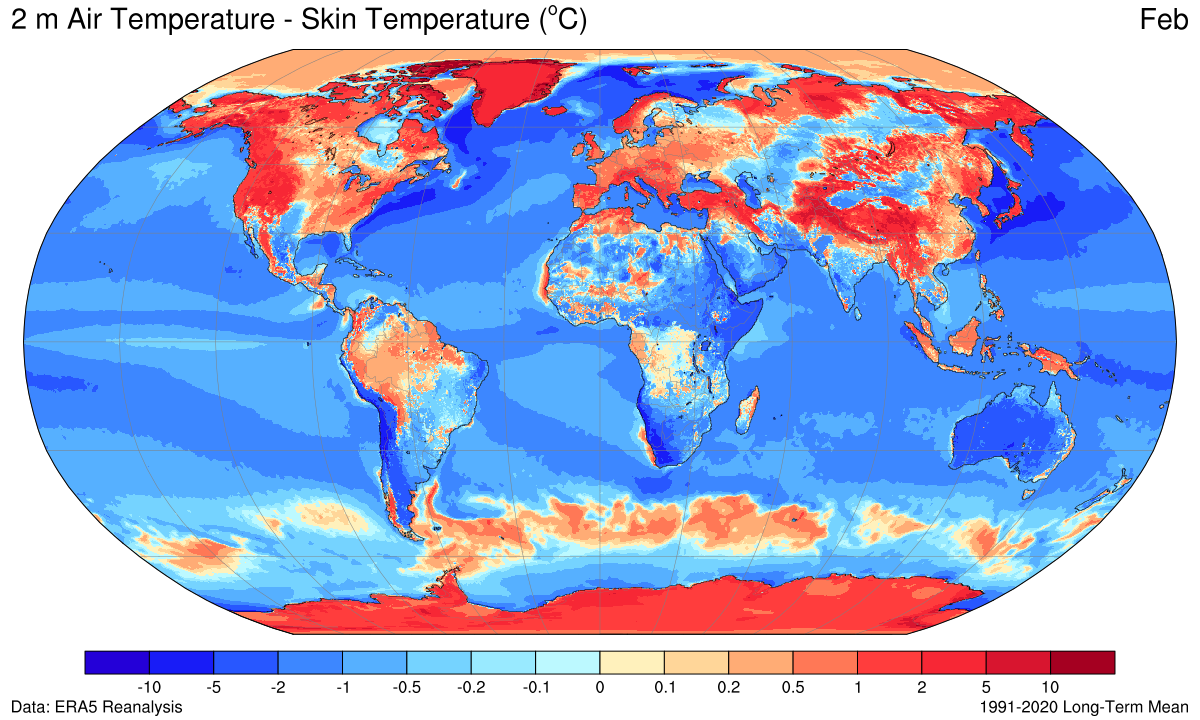 2 m Air Temperature - Skin Temperature (°C)
Feb
-10 -5 -2 -1 -0.5 -0.2 -0.1 0 0.1 0.2 0.5 1 2 5 10
Data: ERA5 Reanalysis
1991-2020 Long-Term Mean